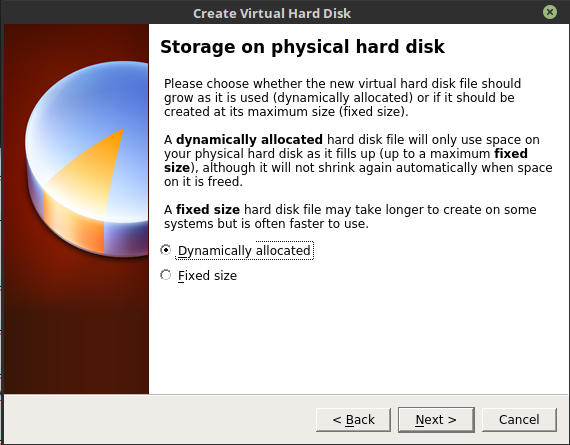 Create Virtual Hard Disk
Storage on physical hard disk
Please choose whether the new virtual hard disk file should
grow as it is used (dynamically allocated) or if it should be
created at its maximum size (fixed size).
A dynamically allocated hard disk file will only use space on
your physical hard disk as it fills up (up to a maximum fixed
size), although it will not shrink again automatically when space
on it is freed.
A fixed size hard disk file may take longer to create on some
systems but is often faster to use.
Dynamically allocated
Fixed size
< Back
Next >
Cancel